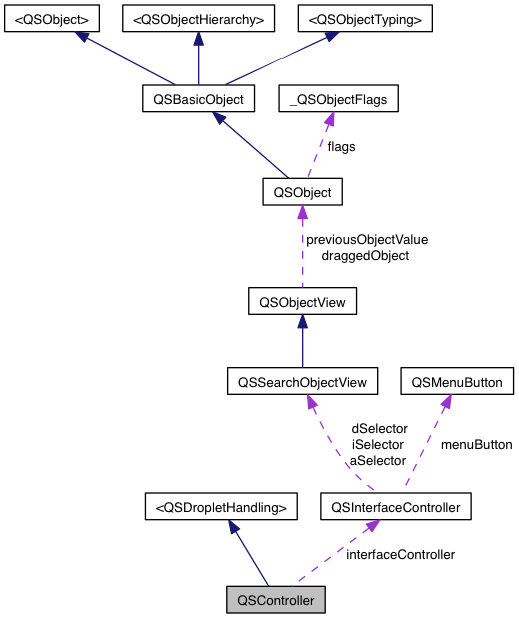 <QSObject>
<QSObjectHierarchy>
<QSObjectTyping>
QSBasicObject
_QSObjectFlags
flags
QSObject
previousObjectValue
draggedObject
QSObjectView
QSSearchObjectView
QSMenuButton
dSelector
iSelector
aSelector
menuButton
<QSDropletHandling>
QSInterfaceController
interfaceController
QSController